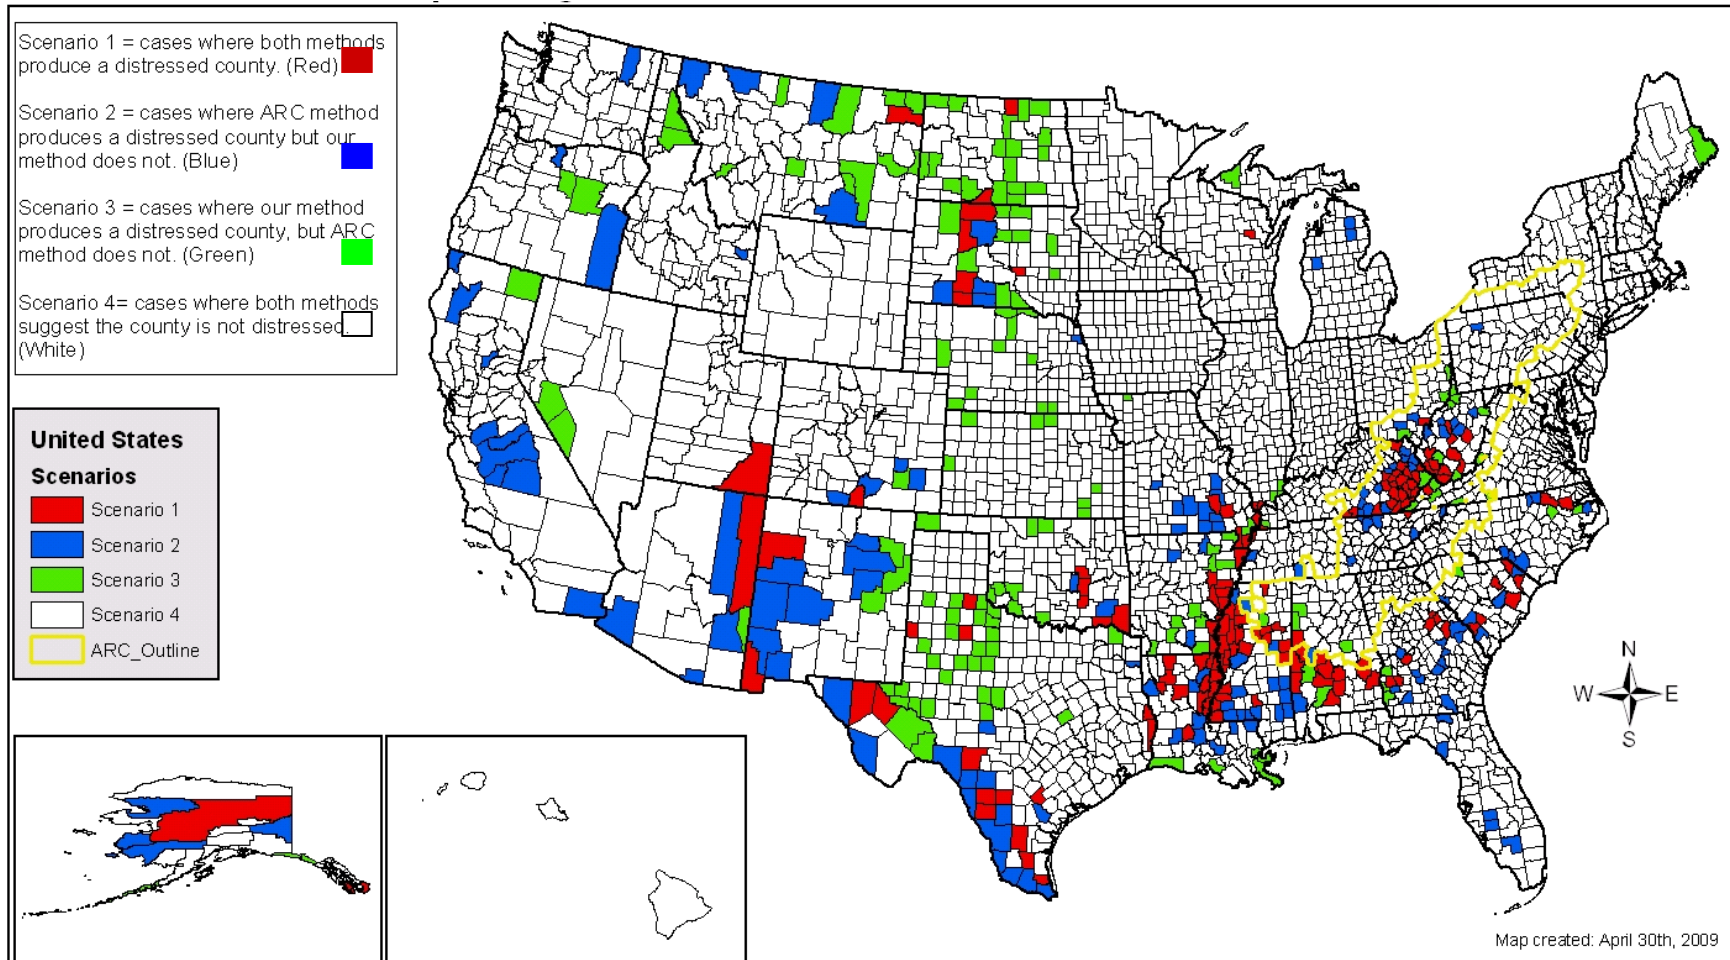 Scenario 1 = cases where both methods
produce a distressed county. (Red)
Scenario 2 = cases where ARC method
produces a distressed county but our
method does not. (Blue)
Scenario 3 = cases where our method
produces a distressed county, but ARC
method does not. (Green)
Scenario 4= cases where both methods
suggest the county is not distressed.
(White)
United States
Scenarios
Scenario 1
Scenario 2
Scenario 3
Scenario 4
ARC_Outline
N
W E
S
Map created: April 30th, 2009